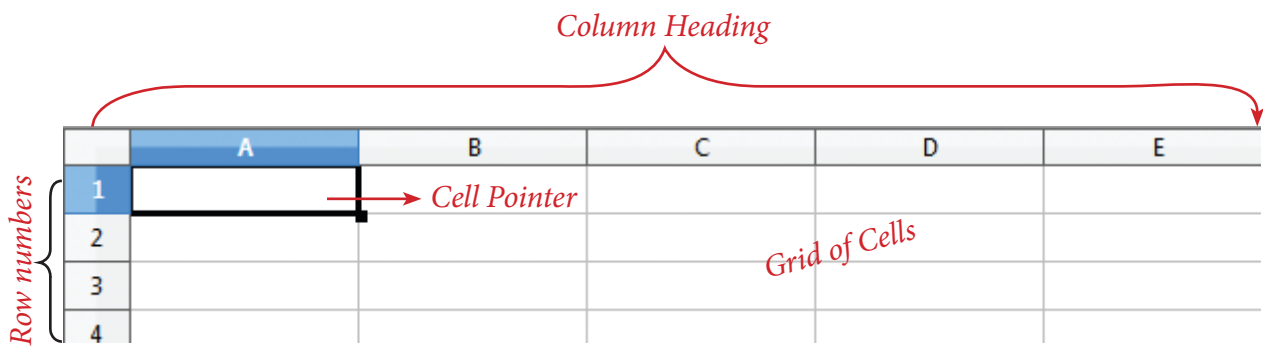 Column Heading
A B C D E
1 Cell Pointer
2 Grid of Cells
3
4
Row numbers